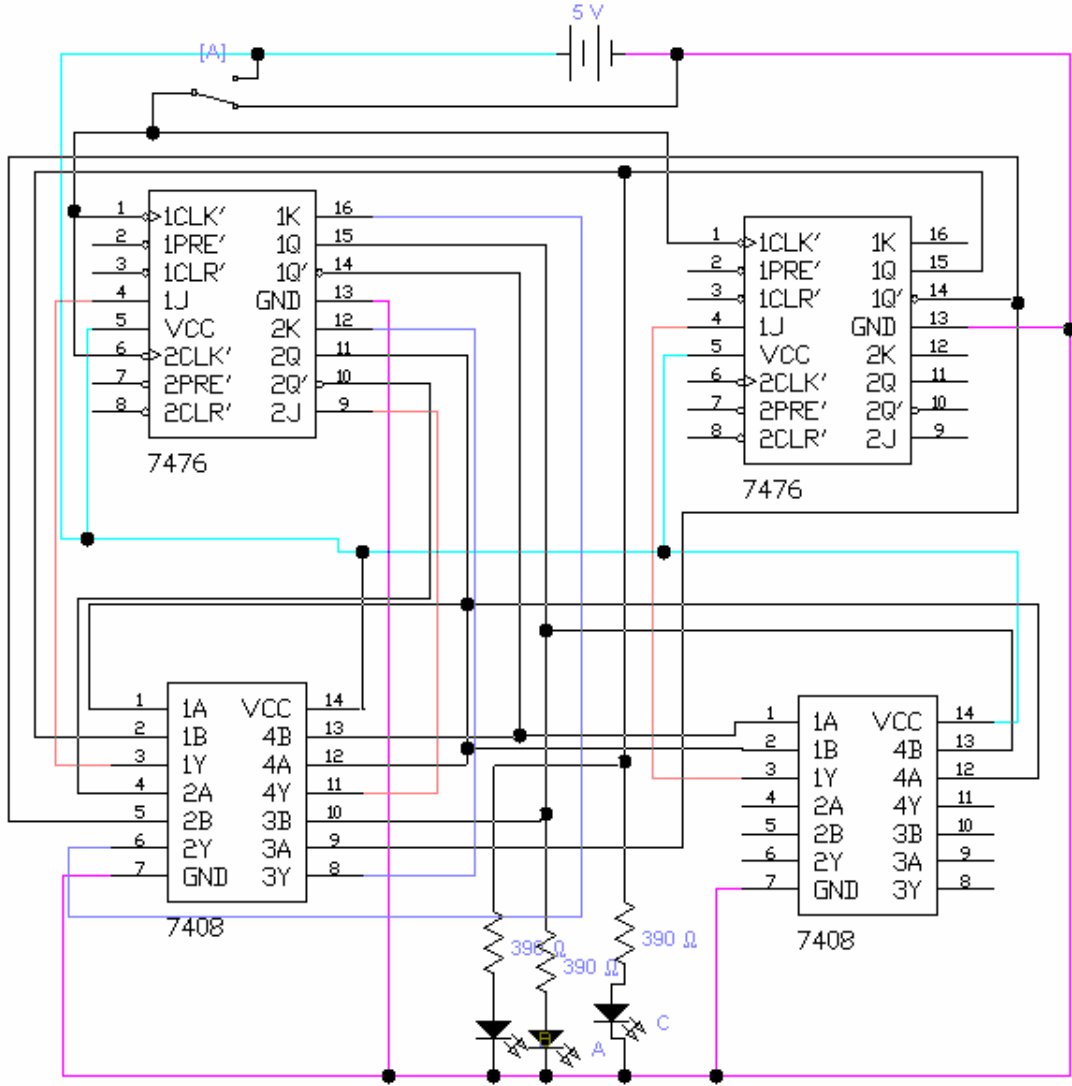 5 V
[A]
1 1CLK' 1K 16
2 1PRE' 1Q 15
3 1CLR' 1Q' 14
4 1J GND 13
5 VCC 2K 12
6 2CLK' 2Q 11
7 2PRE' 2Q' 10
8 2CLR' 2J 9
7476
1 1CLK' 1K 16
2 1PRE' 1Q 15
3 1CLR' 1Q' 14
4 1J GND 13
5 VCC 2K 12
6 2CLK' 2Q 11
7 2PRE' 2Q' 10
8 2CLR' 2J 9
7476
1 1A VCC 14
2 1B 4B 13
3 1Y 4A 12
4 2A 4Y 11
5 2B 3B 10
6 2Y 3A 9
7 GND 3Y 8
7408
1 1A VCC 14
2 1B 4B 13
3 1Y 4A 12
4 2A 4Y 11
5 2B 3B 10
6 2Y 3A 9
7 GND 3Y 8
7408
390 Ω
390 Ω
390 Ω
C
B
A